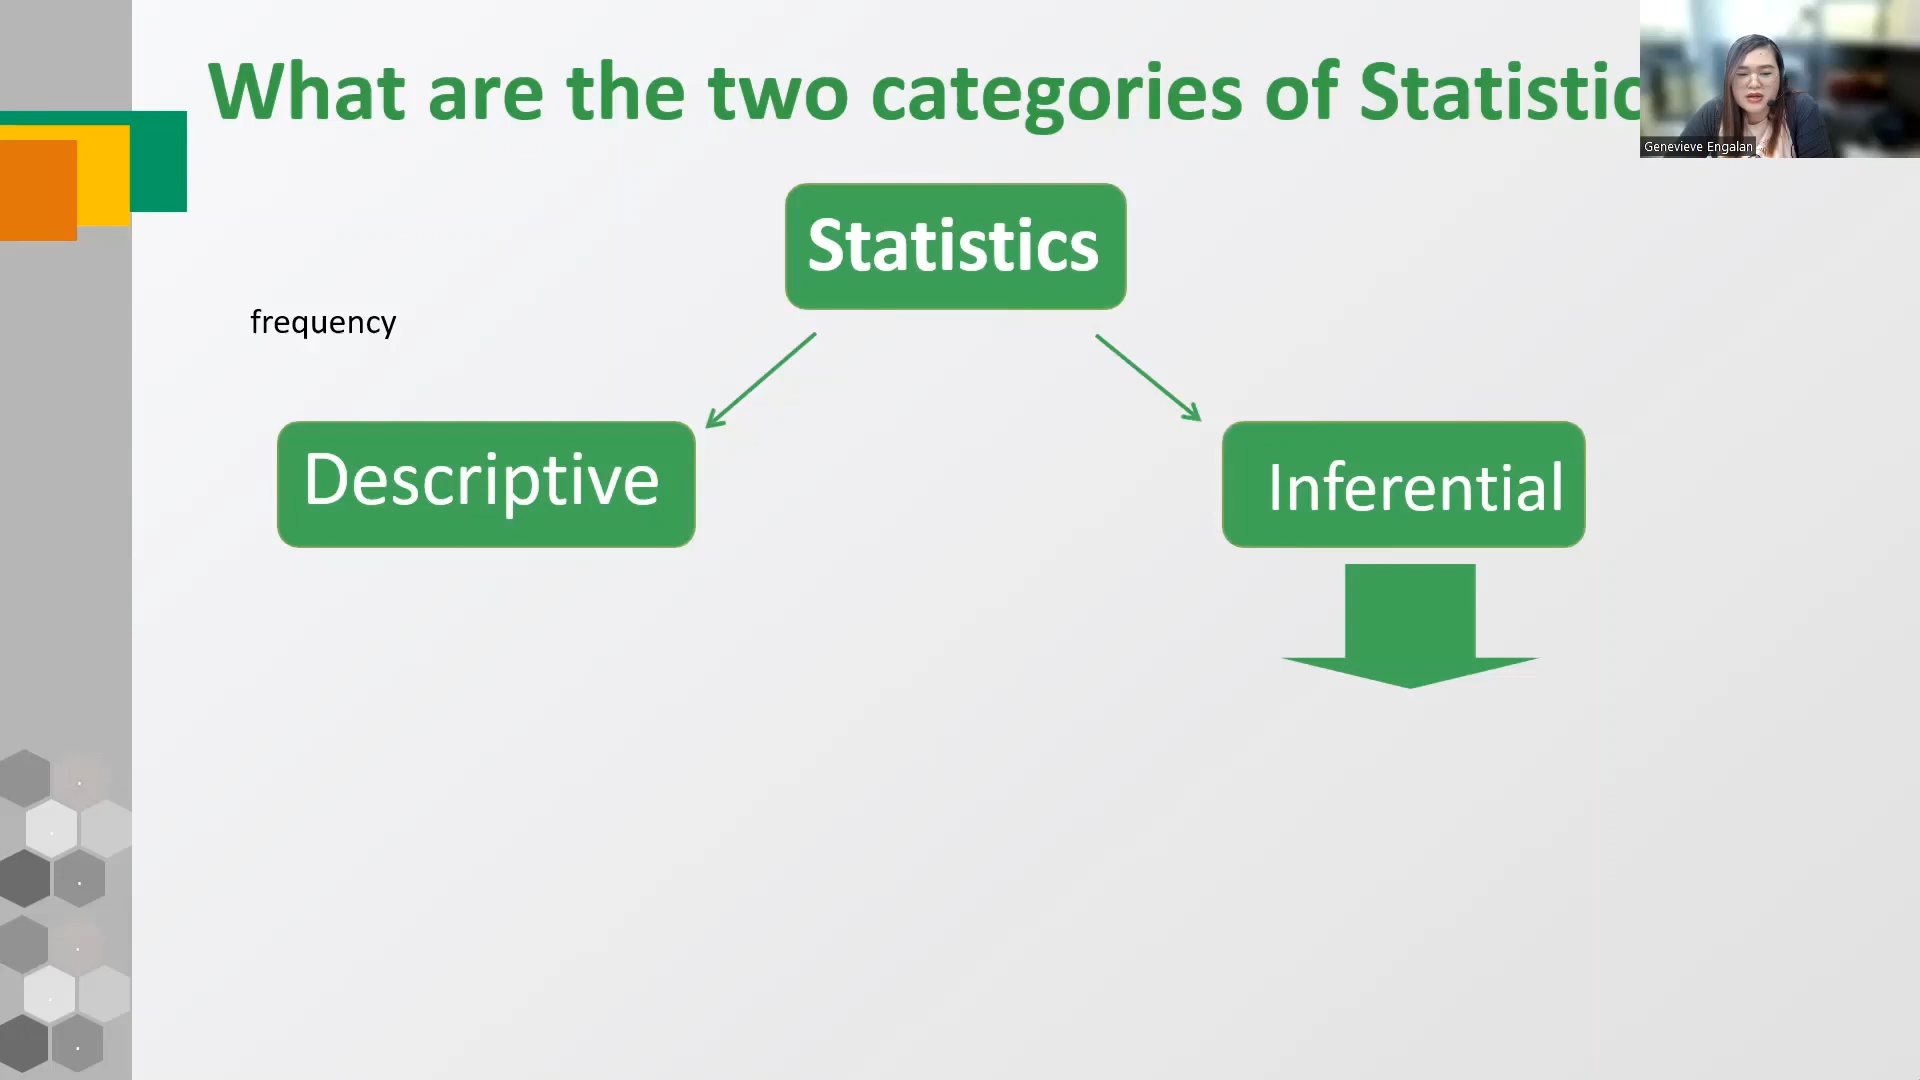 What are the two categories of Statistic
Genevieve Engalan
Statistics
frequency
Descriptive
Inferential